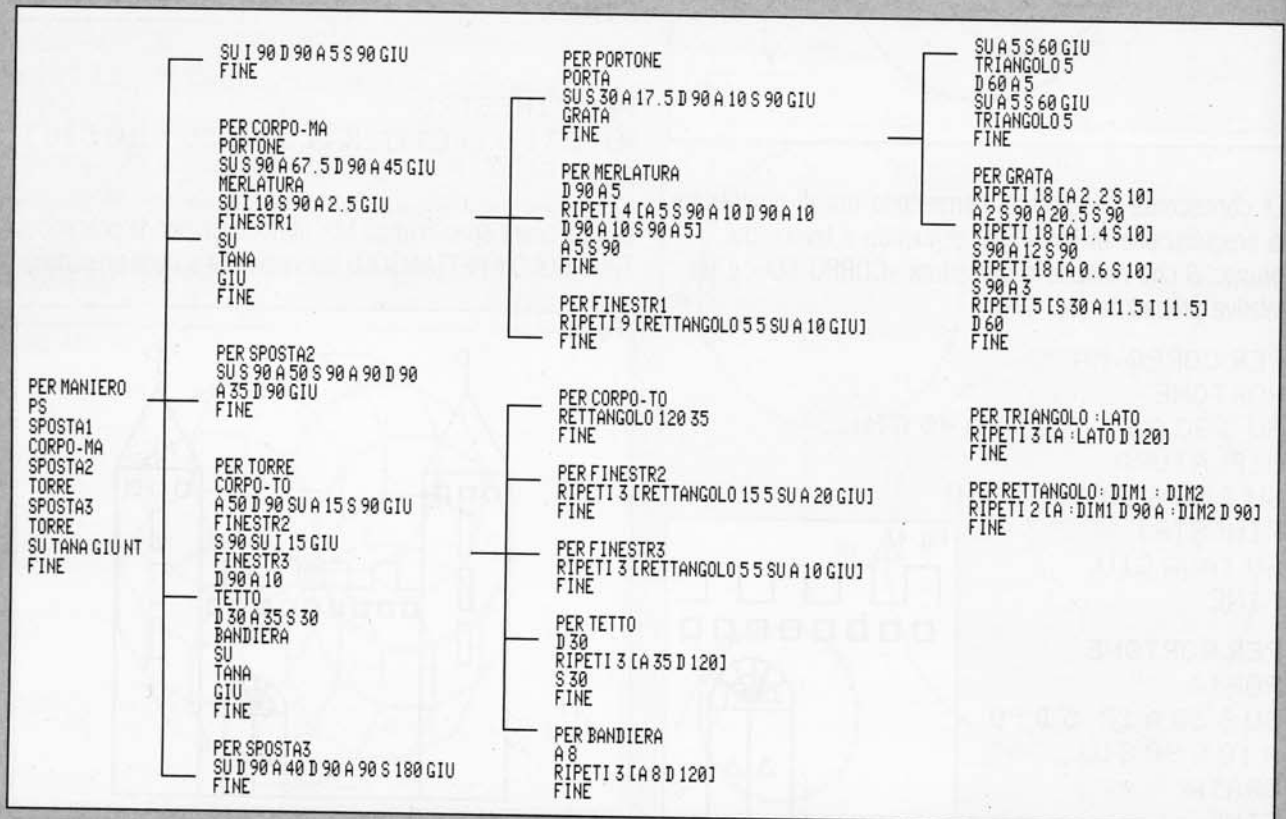 SU I 90 D 90 A 5 S 90 GIU
FINE
PER CORPO-MA
PORTONE
SU S 90 A 67.5 D 90 A 45 GIU
MERLATURA
SU I 10 S 90 A 2.5 GIU
FINESTR1
SU
TANA
GIU
FINE
PER SPOSTA2
SU S 90 A 50 S 90 A 90 D 90
A 35 D 90 GIU
FINE
PER MANIERO
PS
SPOSTA1
CORPO-MA
SPOSTA2
TORRE
SPOSTA3
TORRE
SU TANA GIU NT
FINE
PER TORRE
CORPO-TO
A 50 D 90 SU A 15 S 90 GIU
FINESTR2
S 90 SU I 15 GIU
FINESTR3
D 90 A 10
TETTO
D 30 A 35 S 30
BANDIERA
SU
TANA
GIU
FINE
PER SPOSTA3
SU D 90 A 40 D 90 A 90 S 180 GIU
FINE
PER PORTONE
PORTA
SU S 30 A 17.5 D 90 A 10 S 90 GIU
GRATA
FINE
PER MERLATURA
D 90 A 5
RIPETI 4 [A 5 S 90 A 10 D 90 A 10
D 90 A 10 S 90 A 5]
A 5 S 90
FINE
PER FINESTR1
RIPETI 9 [RETTANGOLO 5 5 SU A 10 GIU]
FINE
PER CORPO-TO
RETTANGOLO 120 35
FINE
PER FINESTR2
RIPETI 3 [RETTANGOLO 15 5 SU A 20 GIU]
FINE
PER FINESTR3
RIPETI 3 [RETTANGOLO 5 5 SU A 10 GIU]
FINE
PER TETTO
D 30
RIPETI 3 [A 35 D 120]
S 30
FINE
PER BANDIERA
A 8
RIPETI 3 [A 8 D 120]
FINE
SU A 5 S 60 GIU
TRIANGOLO 5
D 60 A 5
SU A 5 S 60 GIU
TRIANGOLO 5
FINE
PER GRATA
RIPETI 18 [A 2.2 S 10]
A 2 S 90 A 20.5 S 90
RIPETI 18 [A 1.4 S 10]
S 90 A 12 S 90
RIPETI 18 [A 0.6 S 10]
S 90 A 3
RIPETI 5 [S 30 A 11.5 I 11.5]
D 60
FINE
PER TRIANGOLO :LATO
RIPETI 3 [A :LATO D 120]
FINE
PER RETTANGOLO : DIM1 : DIM2
RIPETI 2 [A :DIM1 D 90 A :DIM2 D 90]
FINE